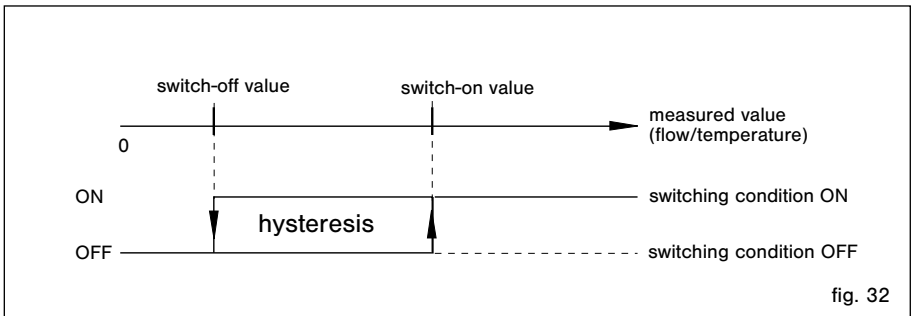 switch-off value
switch-on value
measured value
(flow/temperature)
0
ON
switching condition ON
hysteresis
OFF
switching condition OFF
fig. 32